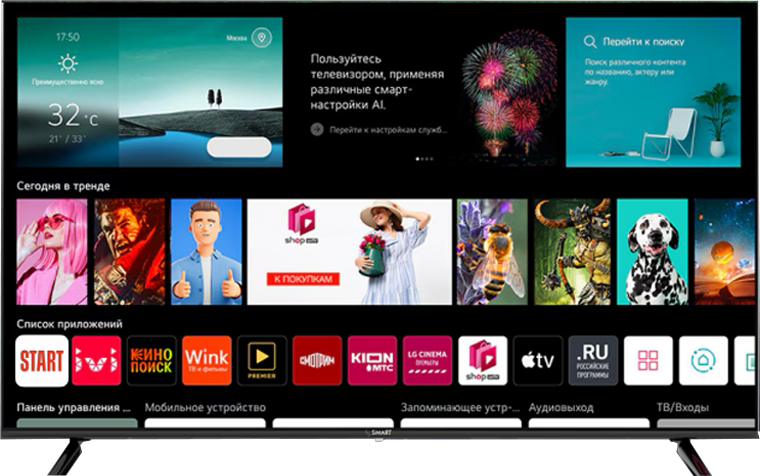 17:50
Москва
Преимущественно ясно
32°C
21° / 33°
Пользуйтесь
телевизором, применяя
различные смарт-
настройки AI.
Перейти к настройкам служб...
Перейти к поиску
Поиск различного контента
по названию, актеру или
жанру.
Сегодня в тренде
shop
К ПОКУПКАМ
Список приложений
START
КИНО
ПОИСК
Wink
ТВ и фильмы
PREMIER
СМОТРИМ
KION
МТС
LG CINEMA
ПРЕМЬЕРЫ
shop
tv
.RU
РОССИЙСКИЕ
ПРОГРАММЫ
Панель управления ...
Мобильное устройство
Запоминающее устр-...
Аудиовыход
ТВ/Входы
SMART